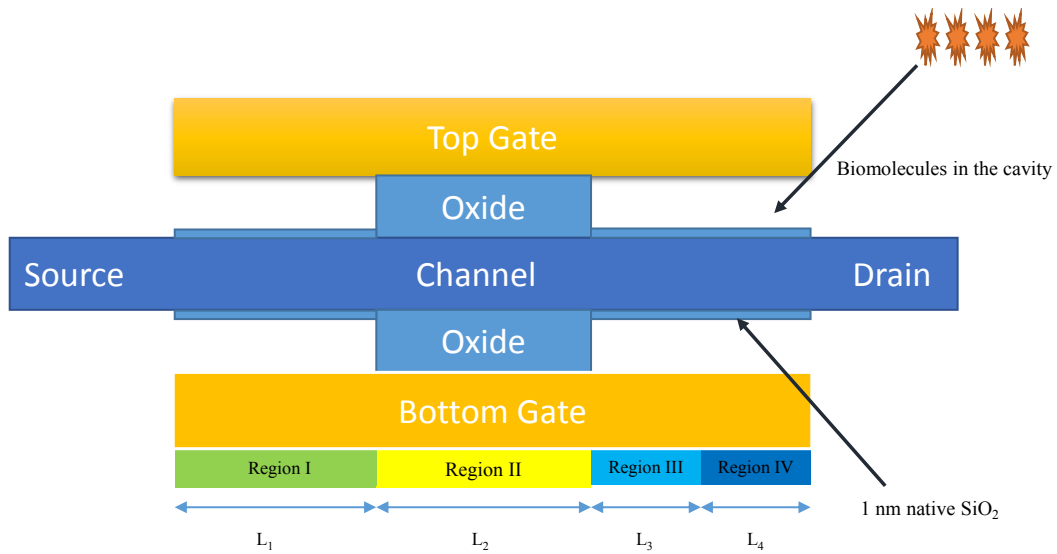 Top Gate
Biomolecules in the cavity
Oxide
Source
Channel
Drain
Oxide
Bottom Gate
Region I
Region II
Region III
Region IV
1 nm native SiO₂
L₁
L₂
L₃
L₄